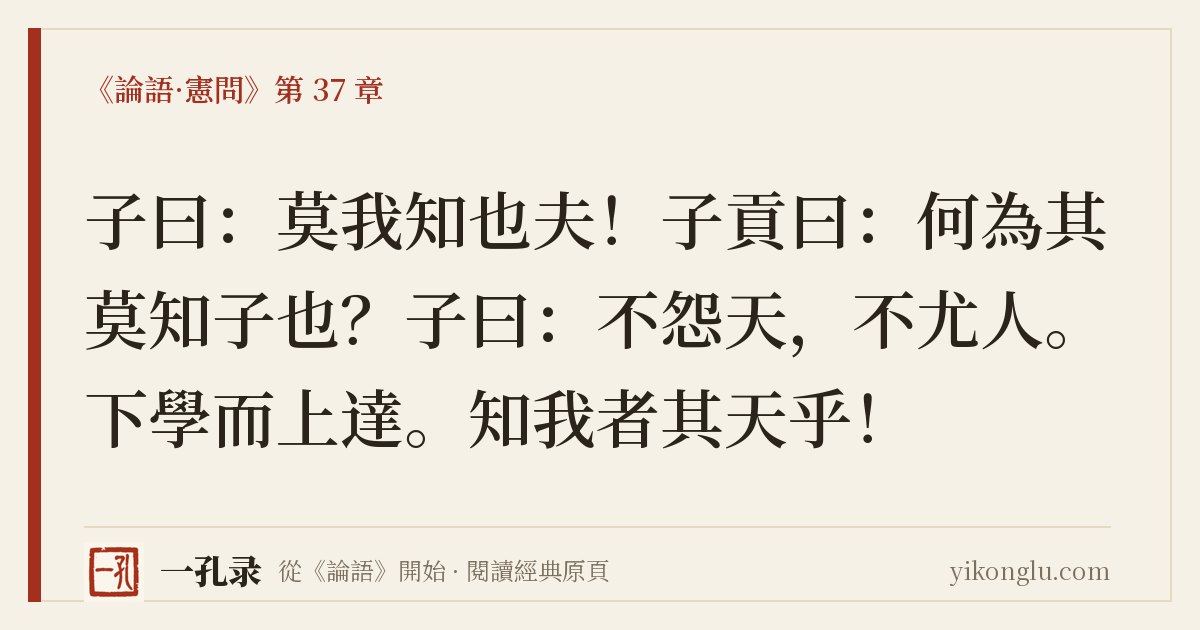 《論語·憲問》第 37 章
子曰：莫我知也夫！子貢曰：何為其
莫知子也？子曰：不怨天，不尤人。
下學而上達。知我者其天乎！
一孔
一孔录 從《論語》開始 · 閱讀經典原頁
yikonglu.com